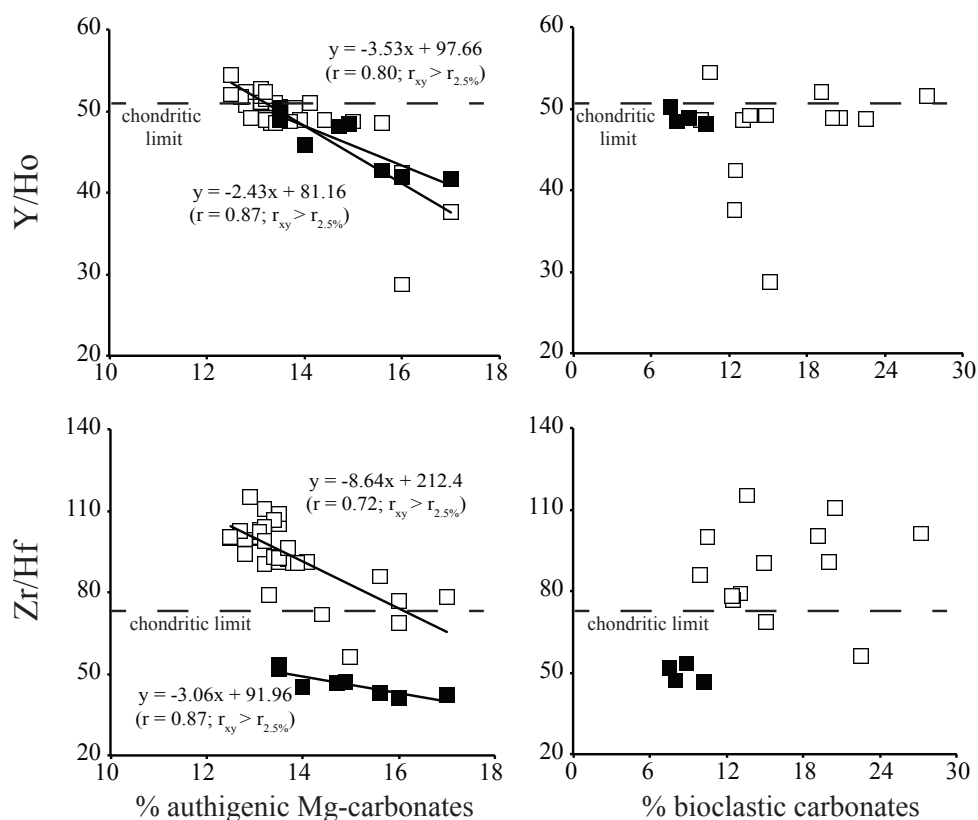 60
50
40
30
20
Y/Ho
y = -3.53x + 97.66
(r = 0.80; rxy > r2.5%)
chondritic
limit
y = -2.43x + 81.16
(r = 0.87; rxy > r2.5%)
10 12 14 16 18
60
50
40
30
20
chondritic
limit
0 6 12 18 24 30
140
110
80
50
20
Zr/Hf
y = -8.64x + 212.4
(r = 0.72; rxy > r2.5%)
chondritic limit
y = -3.06x + 91.96
(r = 0.87; rxy > r2.5%)
10 12 14 16 18
% authigenic Mg-carbonates
140
110
80
50
20
chondritic limit
0 6 12 18 24 30
% bioclastic carbonates